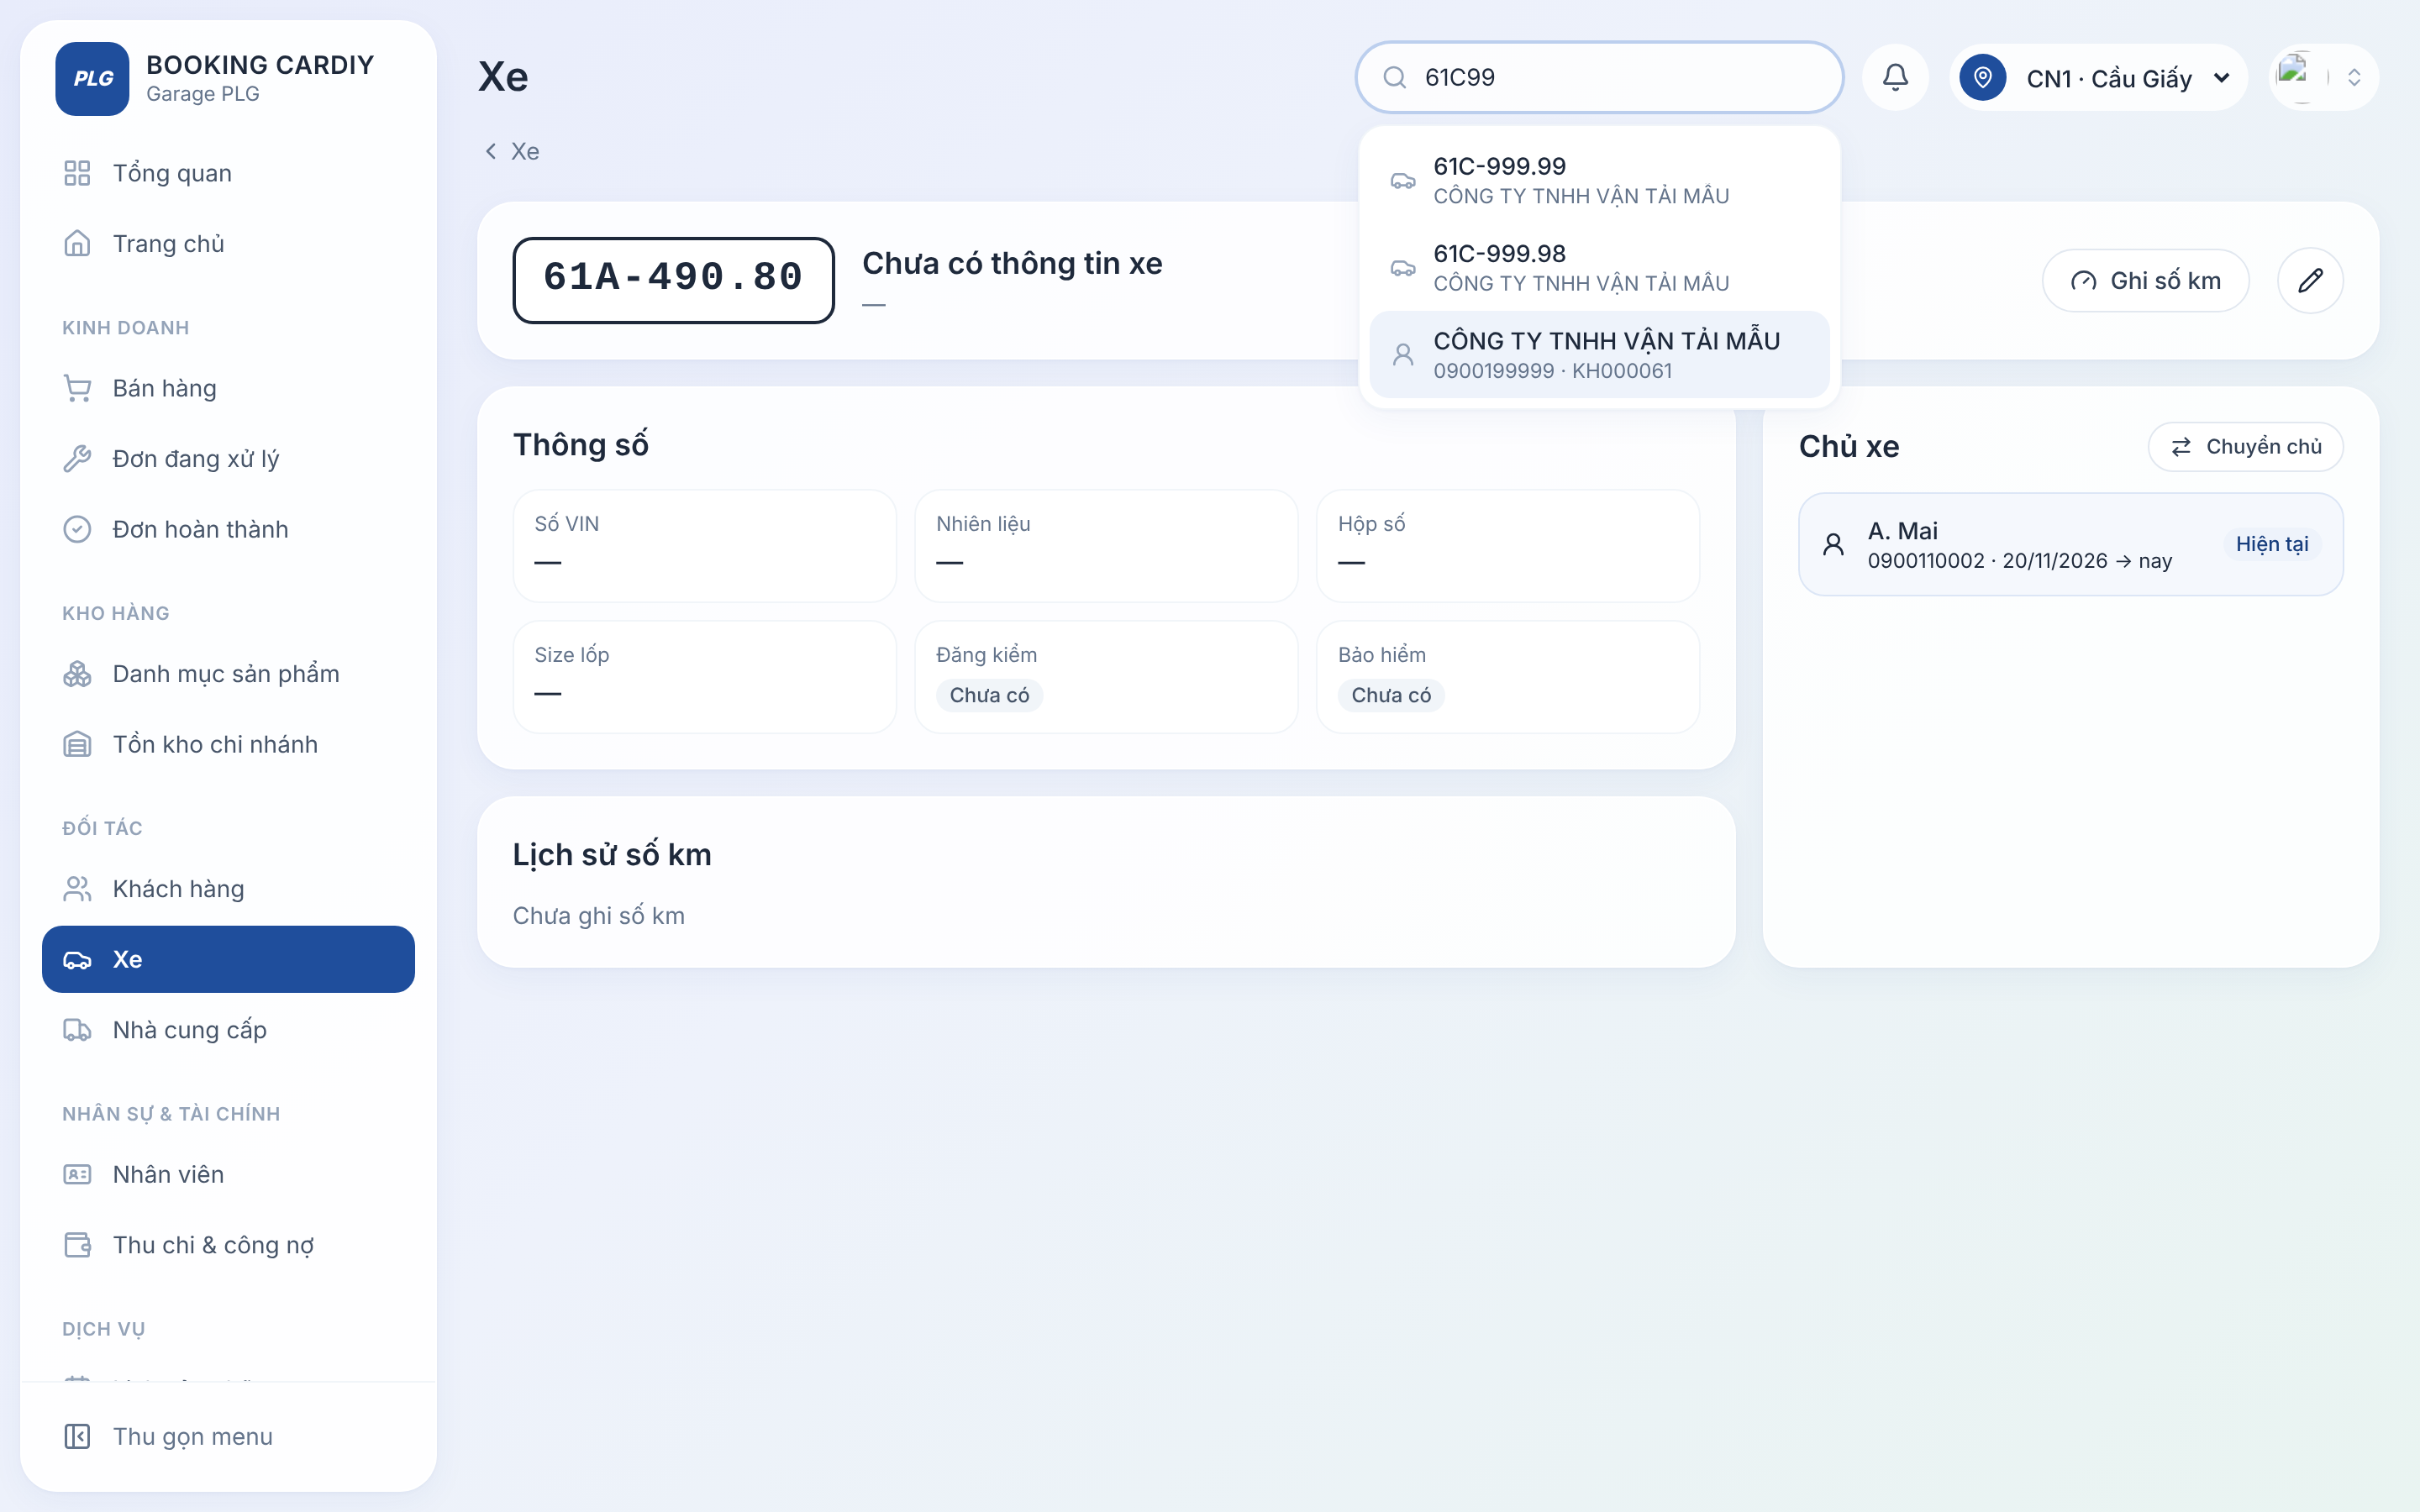 PLG
BOOKING CARDIY
Garage PLG
Tổng quan
Trang chủ
KINH DOANH
Bán hàng
Đơn đang xử lý
Đơn hoàn thành
KHO HÀNG
Danh mục sản phẩm
Tồn kho chi nhánh
ĐỐI TÁC
Khách hàng
Xe
Nhà cung cấp
NHÂN SỰ & TÀI CHÍNH
Nhân viên
Thu chi & công nợ
DỊCH VỤ
Thu gọn menu
Xe
61C99
CN1 · Cầu Giấy
Xe
61C-999.99
CÔNG TY TNHH VẬN TẢI MẪU
61C-999.98
CÔNG TY TNHH VẬN TẢI MẪU
CÔNG TY TNHH VẬN TẢI MẪU
0900199999 · KH000061
61A-490.80
Chưa có thông tin xe
—
Ghi số km
Thông số
Số VIN
—
Nhiên liệu
—
Hộp số
—
Size lốp
—
Đăng kiểm
Chưa có
Bảo hiểm
Chưa có
Chủ xe
Chuyển chủ
A. Mai
0900110002 · 20/11/2026 → nay
Hiện tại
Lịch sử số km
Chưa ghi số km